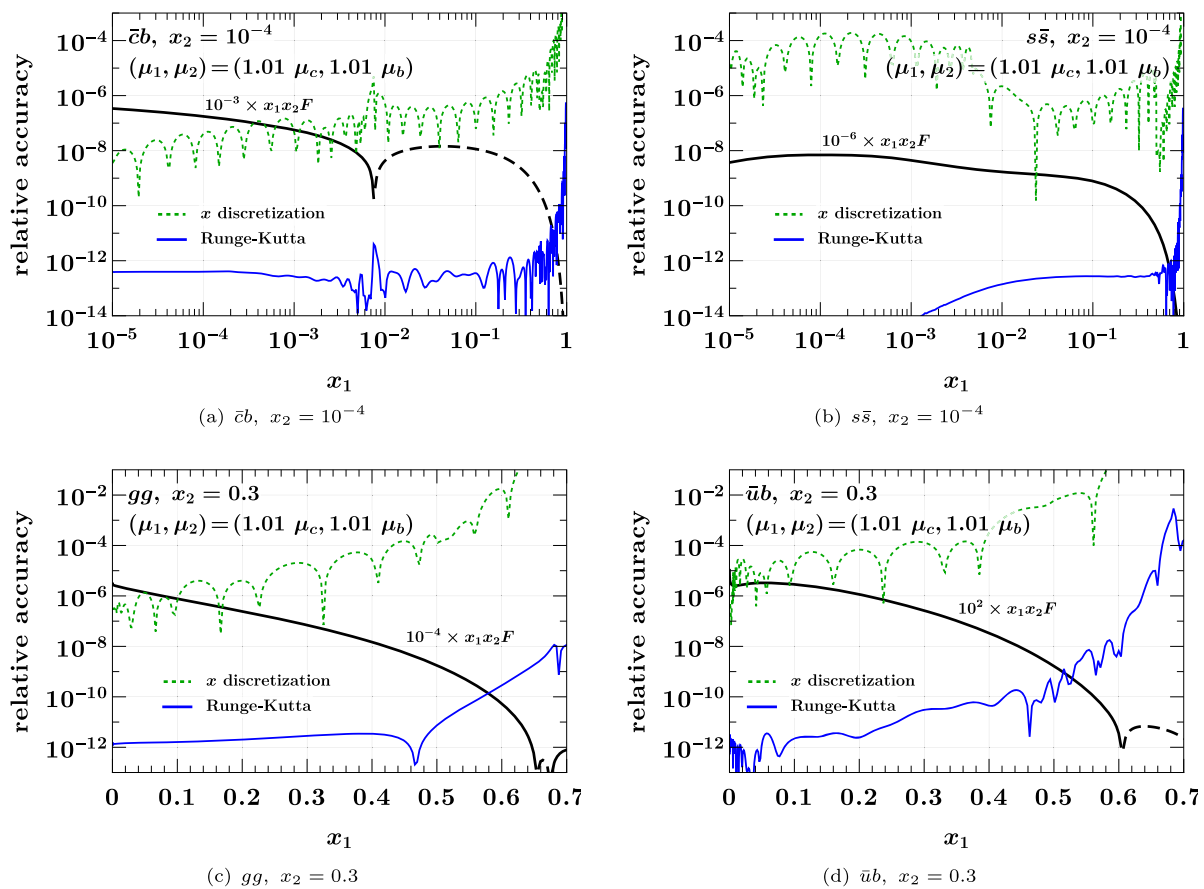 relative accuracy
10⁻⁴
10⁻⁶
10⁻⁸
10⁻¹⁰
10⁻¹²
10⁻¹⁴
c̄b, x₂ = 10⁻⁴
(μ₁, μ₂) = (1.01 μ_c, 1.01 μ_b)
10⁻³ × x₁x₂F
x discretization
Runge-Kutta
10⁻⁵ 10⁻⁴ 10⁻³ 10⁻² 10⁻¹ 1
x₁
(a) c̄b, x₂ = 10⁻⁴
relative accuracy
10⁻⁴
10⁻⁶
10⁻⁸
10⁻¹⁰
10⁻¹²
10⁻¹⁴
ss̄, x₂ = 10⁻⁴
(μ₁, μ₂) = (1.01 μ_c, 1.01 μ_b)
10⁻⁶ × x₁x₂F
x discretization
Runge-Kutta
10⁻⁵ 10⁻⁴ 10⁻³ 10⁻² 10⁻¹ 1
x₁
(b) ss̄, x₂ = 10⁻⁴
relative accuracy
10⁻²
10⁻⁴
10⁻⁶
10⁻⁸
10⁻¹⁰
10⁻¹²
gg, x₂ = 0.3
(μ₁, μ₂) = (1.01 μ_c, 1.01 μ_b)
10⁻⁴ × x₁x₂F
x discretization
Runge-Kutta
0 0.1 0.2 0.3 0.4 0.5 0.6 0.7
x₁
(c) gg, x₂ = 0.3
relative accuracy
10⁻²
10⁻⁴
10⁻⁶
10⁻⁸
10⁻¹⁰
10⁻¹²
ūb, x₂ = 0.3
(μ₁, μ₂) = (1.01 μ_c, 1.01 μ_b)
10² × x₁x₂F
x discretization
Runge-Kutta
0 0.1 0.2 0.3 0.4 0.5 0.6 0.7
x₁
(d) ūb, x₂ = 0.3